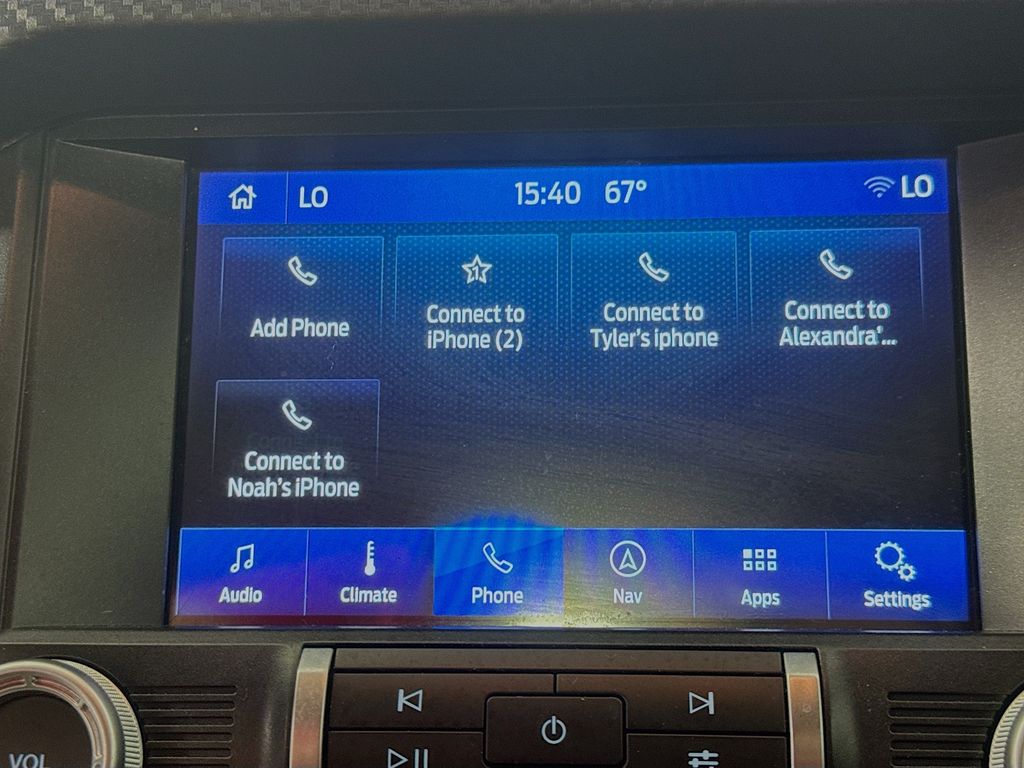 LO 15:40 67° LO
Add Phone
1
Connect to
iPhone (2)
Connect to
Tyler's iphone
Connect to
Alexandra'...
Connect to
Noah's iPhone
Audio Climate Phone Nav Apps Settings
VOL